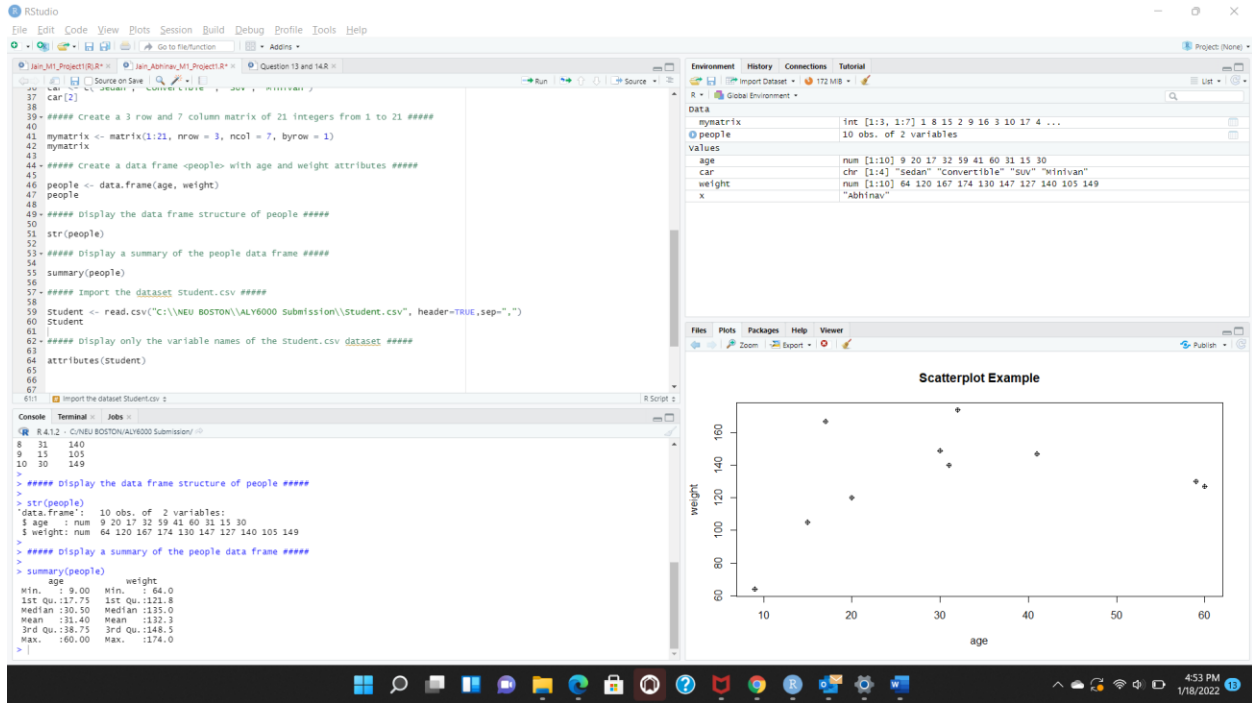 RStudio
File Edit Code View Plots Session Build Debug Profile Tools Help
Go to file/function Addins Project: (None)
Jain_M1_Project1(R).R* Jain_Abhinav_M1_Project1.R* Question 13 and 14.R
Source on Save Run Source
37 car[2]
38
39 ##### Create a 3 row and 7 column matrix of 21 integers from 1 to 21 #####
40
41 mymatrix <- matrix(1:21, nrow = 3, ncol = 7, byrow = 1)
42 mymatrix
43
44 ##### Create a data frame <people> with age and weight attributes #####
45
46 people <- data.frame(age, weight)
47 people
48
49 ##### Display the data frame structure of people #####
50
51 str(people)
52
53 ##### Display a summary of the people data frame #####
54
55 summary(people)
56
57 ##### Import the dataset Student.csv #####
58
59 Student <- read.csv("C:\\NEU BOSTON\\ALY6000 Submission\\Student.csv", header=TRUE,sep=",")
60 Student
61
62 ##### Display only the variable names of the Student.csv dataset #####
63
64 attributes(Student)
65
66
67
61:1 Import the dataset Student.csv R Script
Console Terminal Jobs
R 4.1.2 · C:/NEU BOSTON/ALY6000 Submission/
8 31 140
9 15 105
10 30 149
>
> ##### Display the data frame structure of people #####
>
> str(people)
'data.frame': 10 obs. of 2 variables:
$ age : num 9 20 17 32 59 41 60 31 15 30
$ weight: num 64 120 167 174 130 147 127 140 105 149
>
> ##### Display a summary of the people data frame #####
>
> summary(people)
age weight
Min. : 9.00 Min. : 64.0
1st Qu.:17.75 1st Qu.:121.8
Median :30.50 Median :135.0
Mean :31.40 Mean :132.3
3rd Qu.:38.75 3rd Qu.:148.5
Max. :60.00 Max. :174.0
>
Environment History Connections Tutorial
Import Dataset 172 MiB List
R Global Environment
Data
mymatrix int [1:3, 1:7] 1 8 15 2 9 16 3 10 17 4 ...
people 10 obs. of 2 variables
Values
age num [1:10] 9 20 17 32 59 41 60 31 15 30
car chr [1:4] "Sedan" "Convertible" "SUV" "Minivan"
weight num [1:10] 64 120 167 174 130 147 127 140 105 149
x "Abhinav"
Files Plots Packages Help Viewer
Zoom Export Publish
Scatterplot Example
weight
160
140
120
100
80
60
10 20 30 40 50 60
age
4:53 PM
1/18/2022
13